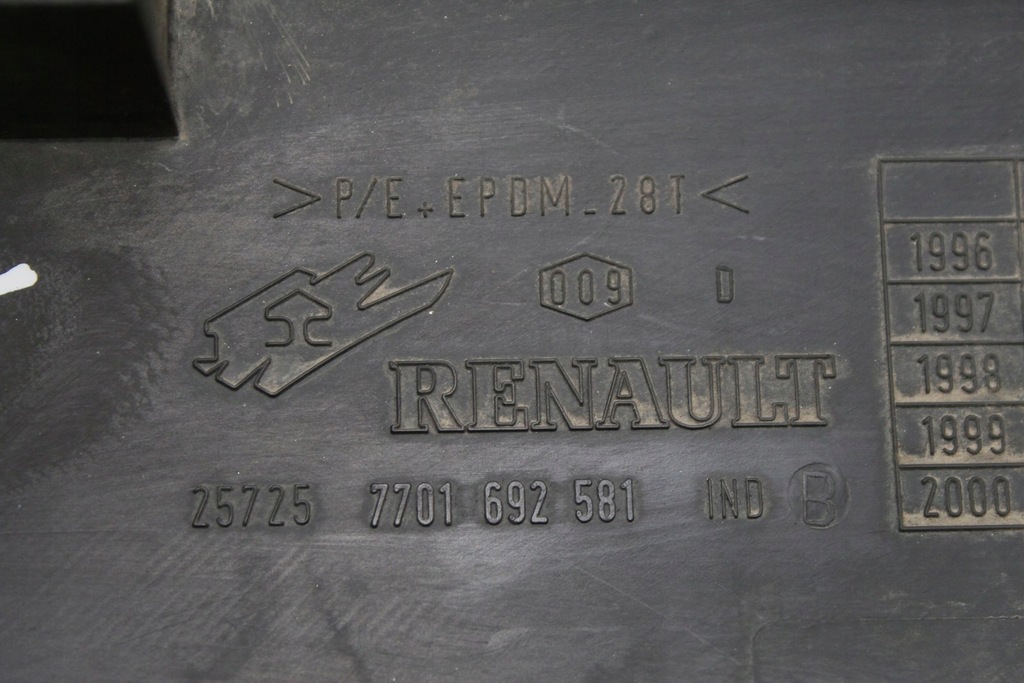 >P/E+EPDM-28T<
009 D
RENAULT
25725 7701 692 581 IND B
1996
1997
1998
1999
2000